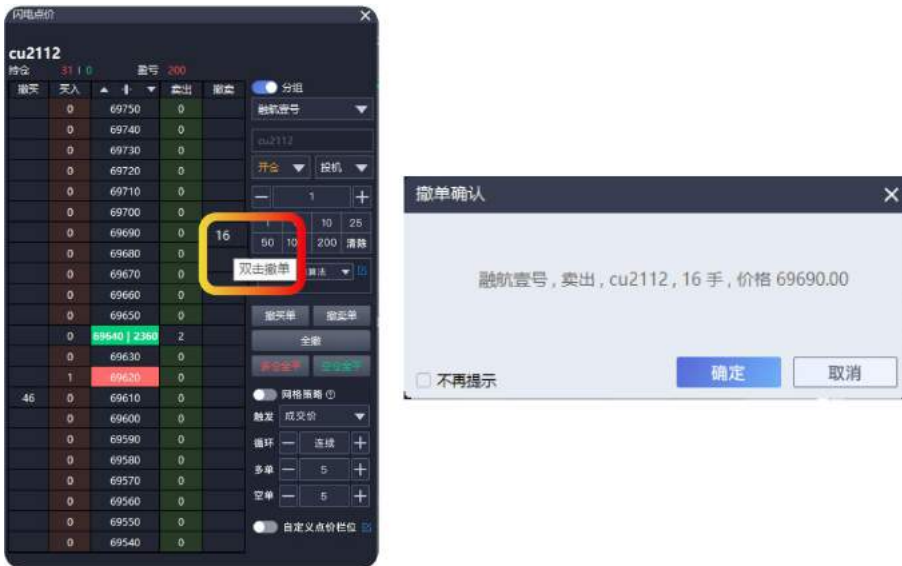 闪电点价
cu2112
持仓 31 | 0 盈亏 200
撤买 买入 卖出 撤卖 分组
0 69750 0 融航壹号
0 69740 0 cu2112
0 69730 0
0 69720 0 开仓 投机
0 69710 0 1
0 69700 0
0 69690 0 16 1 10 25
0 69680 0 50 200 清除
0 69670 0 双击撤单 算法
0 69660 0
0 69650 0 撤买单 撤卖单
0 69640 | 2360 2 全撤
0 69630 0
1 69620 0 网格策略
46 0 69610 0 触发 成交价
0 69600 0
0 69590 0 循环 连续
0 69580 0 多单 5
0 69570 0
0 69560 0 空单 5
0 69550 0 自定义点价栏位
0 69540 0
撤单确认
融航壹号 , 卖出 , cu2112 , 16 手 , 价格 69690.00
不再提示 确定 取消